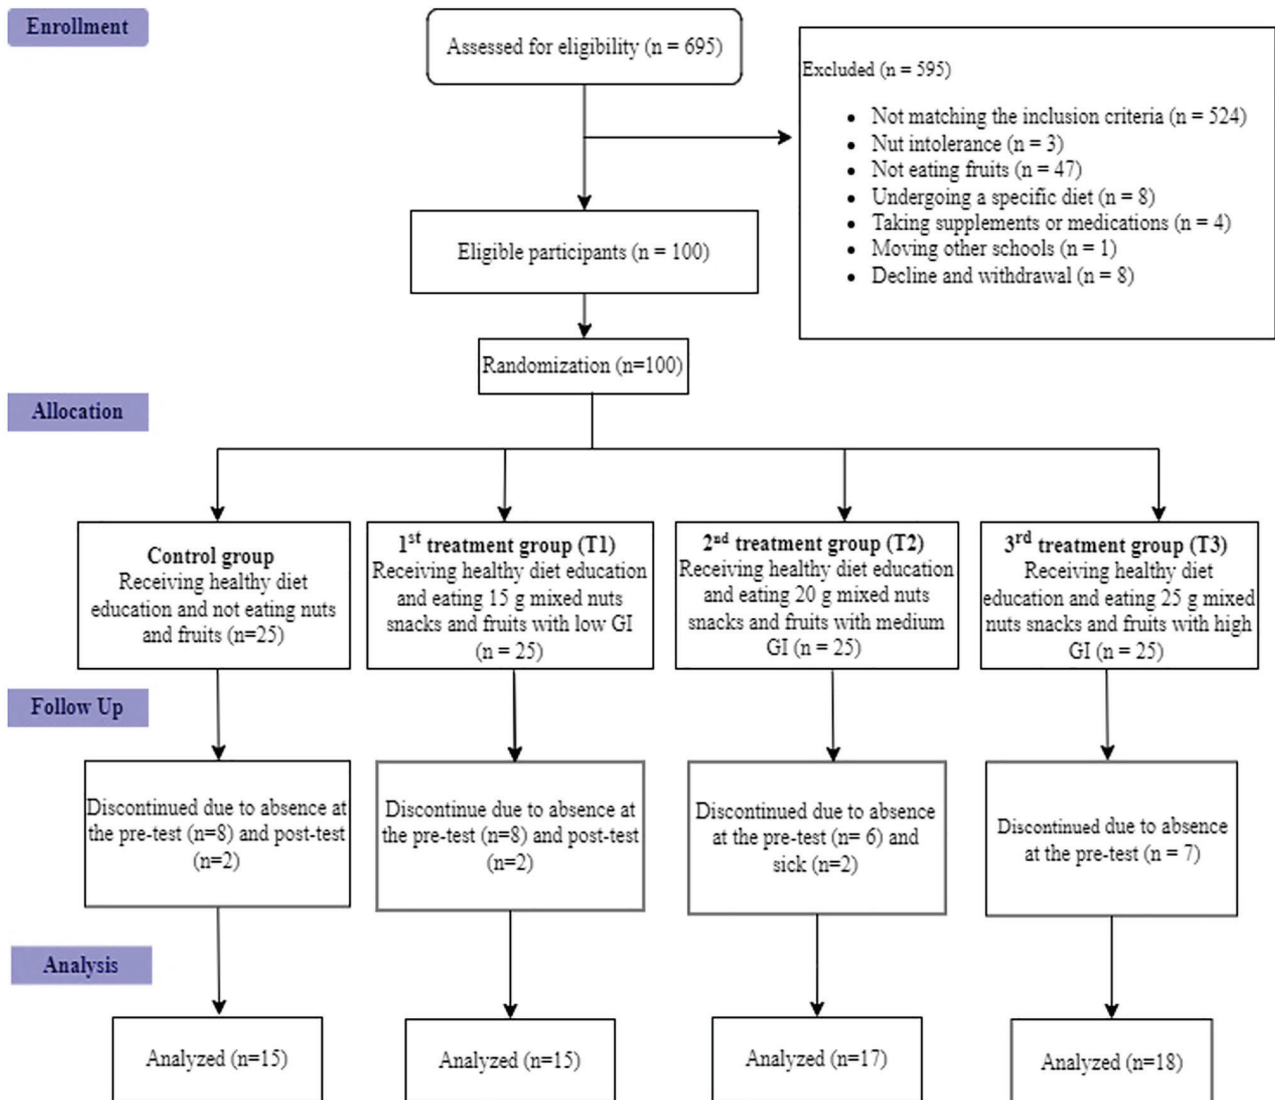 Enrollment
Assessed for eligibility (n = 695)
Excluded (n = 595)
• Not matching the inclusion criteria (n = 524)
• Nut intolerance (n = 3)
• Not eating fruits (n = 47)
• Undergoing a specific diet (n = 8)
• Taking supplements or medications (n = 4)
• Moving other schools (n = 1)
• Decline and withdrawal (n = 8)
Eligible participants (n = 100)
Randomization (n=100)
Allocation
Control group
Receiving healthy diet
education and not eating nuts
and fruits (n=25)
1st treatment group (T1)
Receiving healthy diet education
and eating 15 g mixed nuts
snacks and fruits with low GI
(n = 25)
2nd treatment group (T2)
Receiving healthy diet education
and eating 20 g mixed nuts
snacks and fruits with medium
GI (n = 25)
3rd treatment group (T3)
Receiving healthy diet
education and eating 25 g mixed
nuts snacks and fruits with high
GI (n = 25)
Follow Up
Discontinued due to absence at
the pre-test (n=8) and post-test
(n=2)
Discontinue due to absence at
the pre-test (n=8) and post-test
(n=2)
Discontinued due to absence
at the pre-test (n= 6) and
sick (n=2)
Discontinued due to absence
at the pre-test (n = 7)
Analysis
Analyzed (n=15)
Analyzed (n=15)
Analyzed (n=17)
Analyzed (n=18)